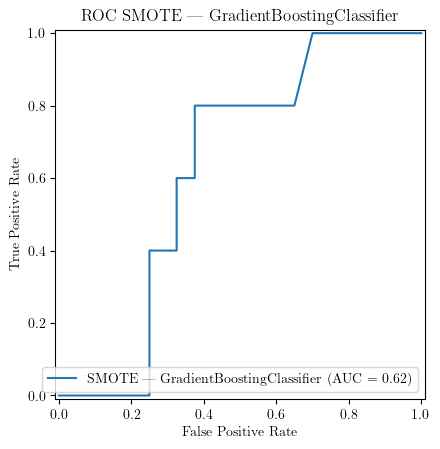 ROC SMOTE — GradientBoostingClassifier
1.0
0.8
0.6
0.4
0.2
0.0
True Positive Rate
SMOTE — GradientBoostingClassifier (AUC = 0.62)
0.0 0.2 0.4 0.6 0.8 1.0
False Positive Rate